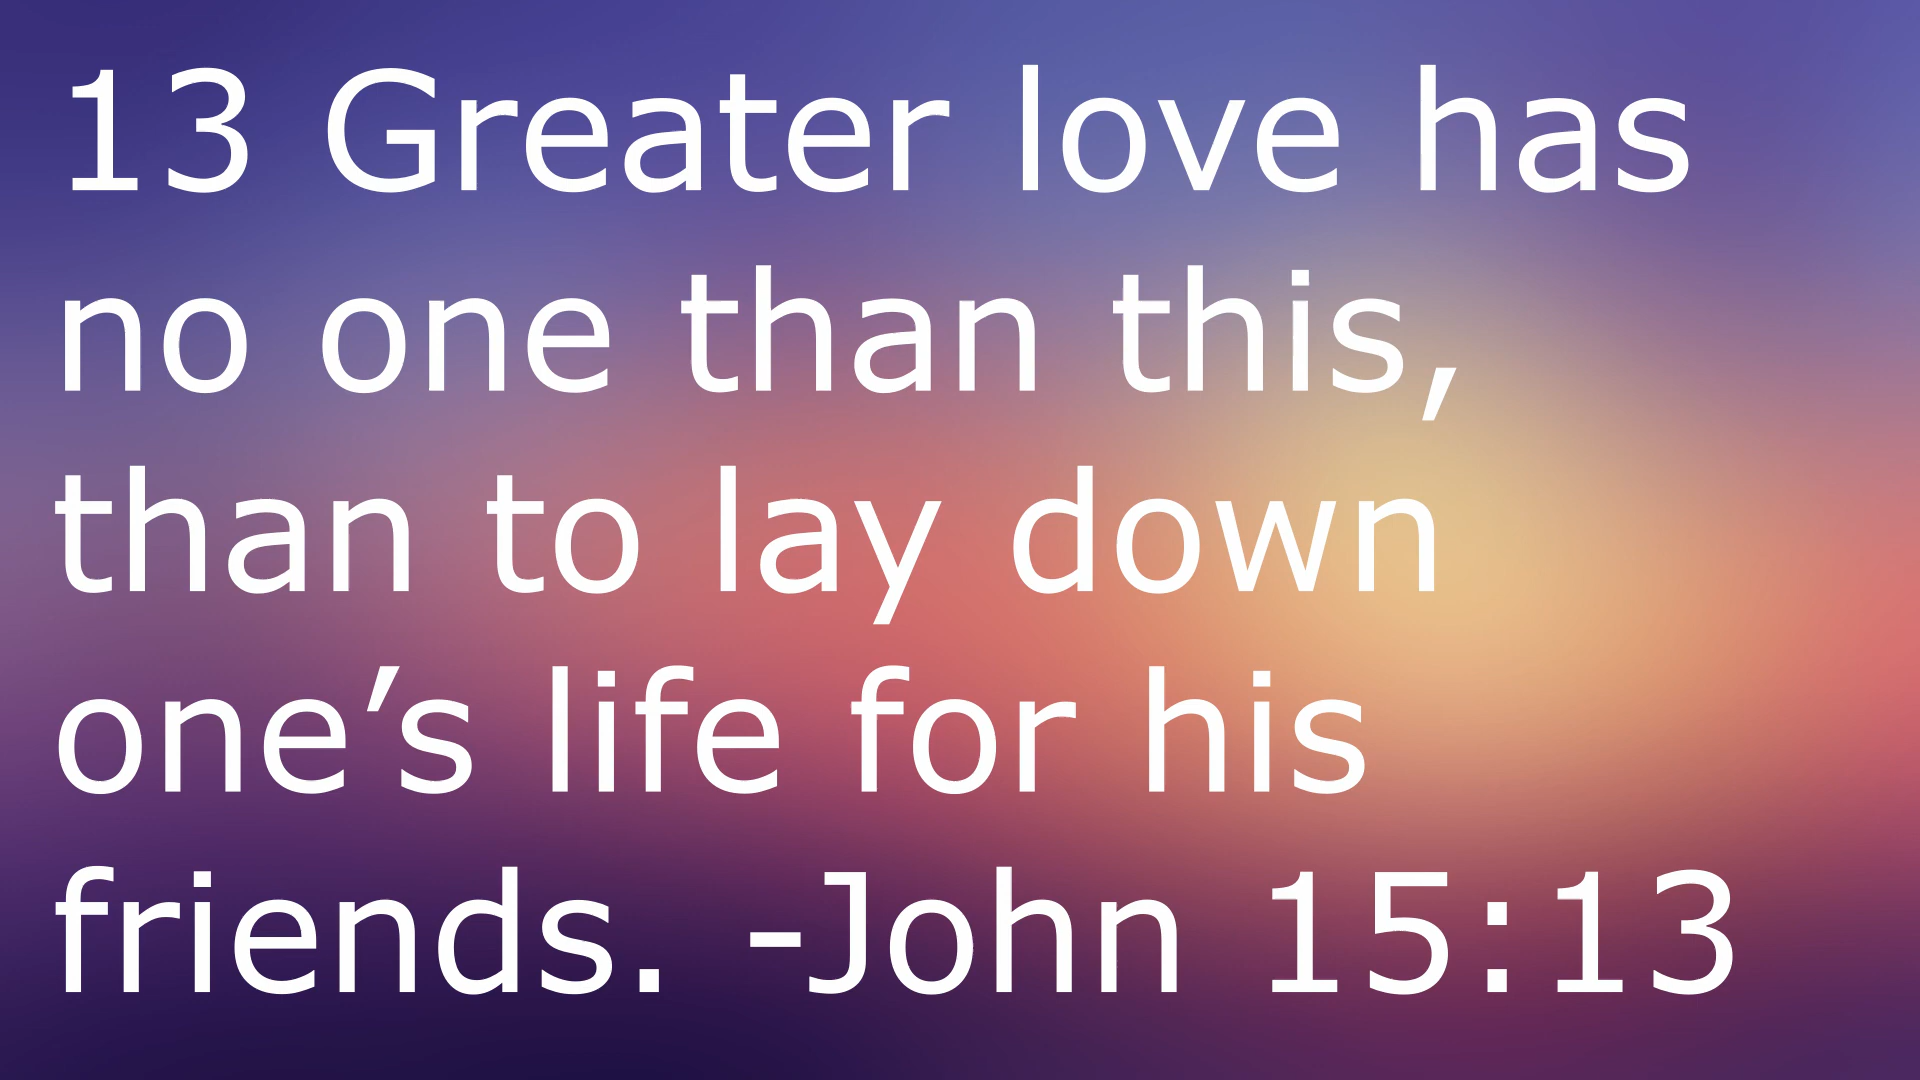 13 Greater love has
no one than this,
than to lay down
one’s life for his
friends. -John 15:13